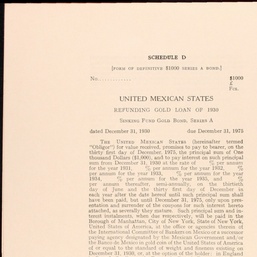 SCHEDULE D
[FORM OF DEFINITIVE $1000 SERIES A BOND]
No. $1000
£
Frs.
UNITED MEXICAN STATES
REFUNDING GOLD LOAN OF 1930
SINKING FUND GOLD BOND, SERIES A
dated December 31, 1930 due December 31, 1975
THE UNITED MEXICAN STATES (hereinafter termed
"Obligor") for value received, promises to pay to bearer, on the
thirty first day of December, 1975, the principal sum of One
Thousand Dollars ($1,000), and to pay interest on such principal
sum from December 31, 1930 at the rate of % per annum
for the year 1931, % per annum for the year 1932,
per annum for the year 1933, % per annum for the year
1934, % per annum for the year 1935, and %
per annum thereafter, semi-annually, on the thirtieth
day of June and the thirty first day of December in
each year after the date hereof until such principal sum shall
have been paid, but until December 31, 1975, only upon pres-
entation and surrender of the coupons for such interest hereto
attached, as severally they mature. Such principal sum and in-
terest instalments, when due respectively, will be paid in the
Borough of Manhattan, City of New York, State of New York,
United States of America, at the office or agencies thereof
the International Committee of Bankers on Mexico or a successor
paying agency designated by the Mexican Government and/or
the Banco de Mexico in gold coin of the United States of America
of or equal to the standard of weight and fineness existing on
December 31, 1930 or, at the option of the holder: in England